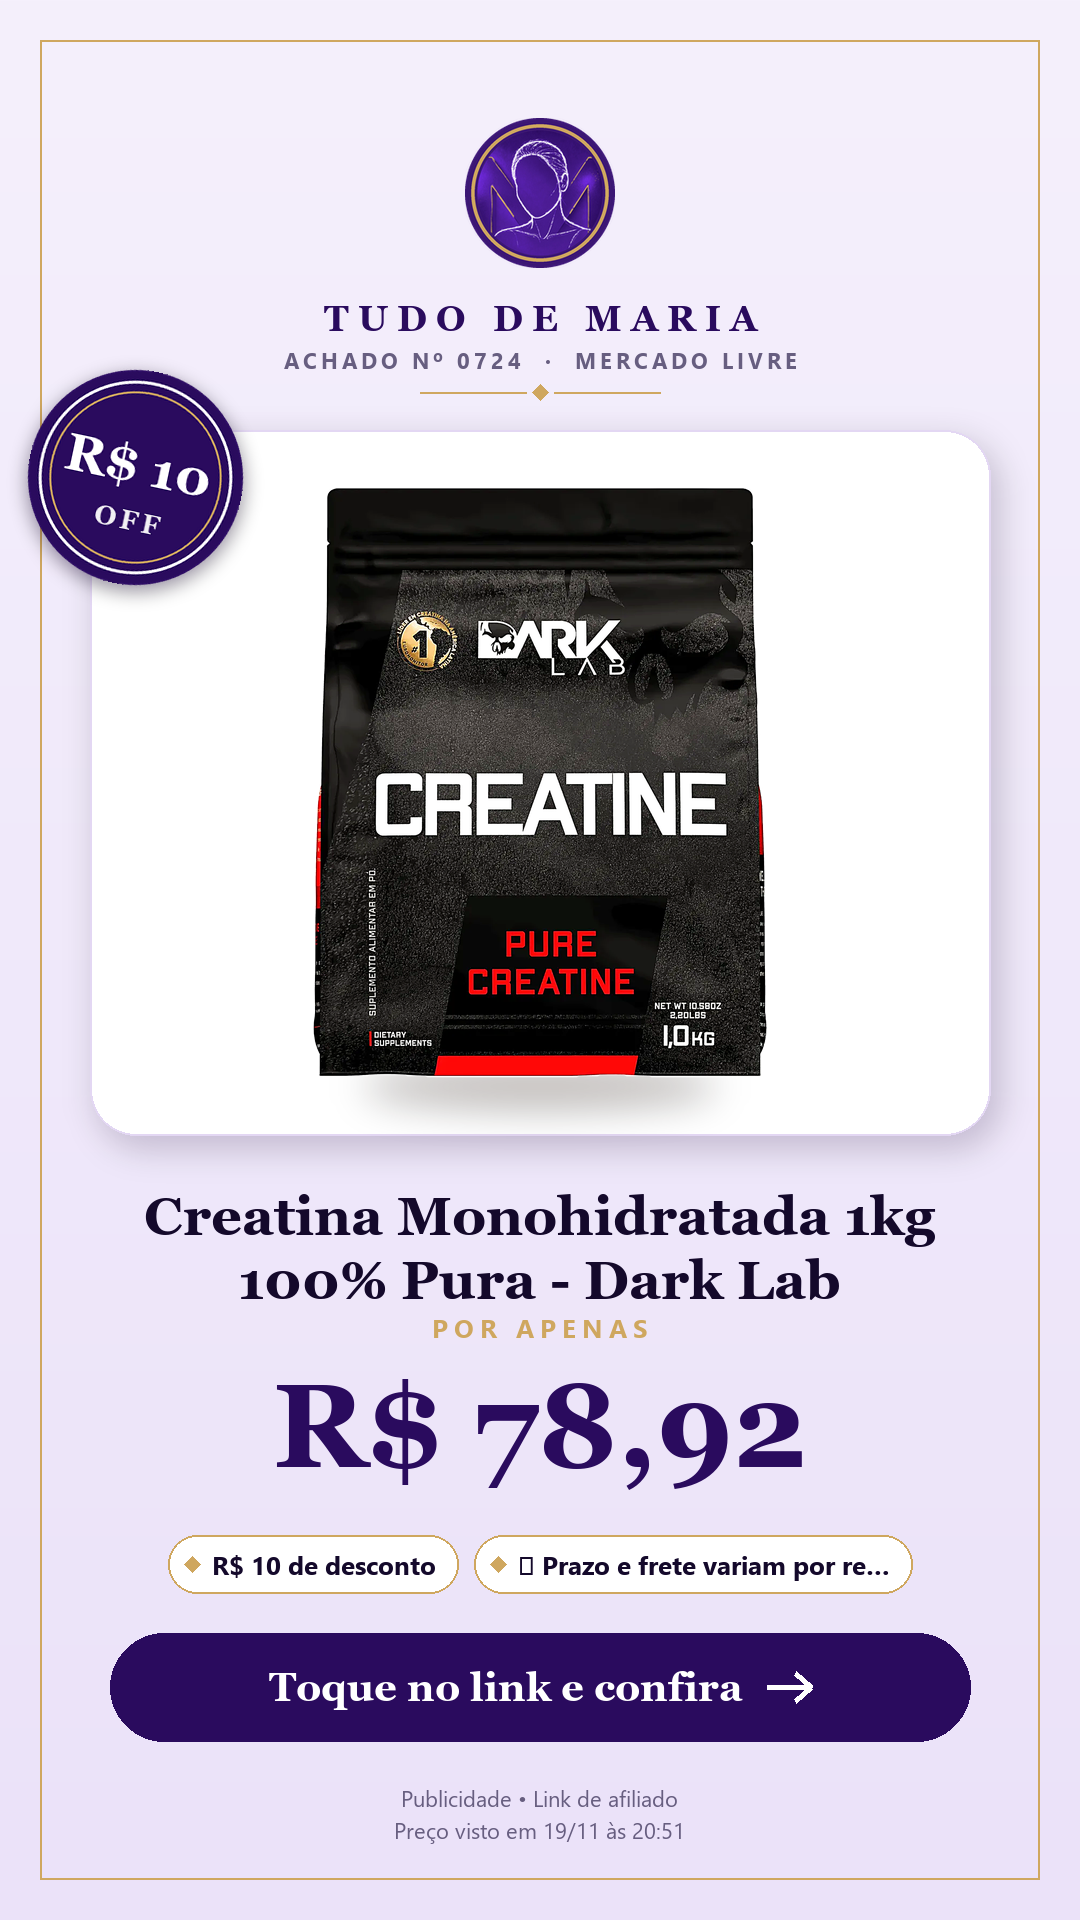 TUDO DE MARIA
ACHADO Nº 0724 · MERCADO LIVRE
R$ 10
OFF
#1
DARK
LAB
CREATINE
SUPLEMENTO ALIMENTAR EM PÓ.
PURE
CREATINE
DIETARY
SUPPLEMENTS
NET WT 10.58OZ
2.20LBS
1,0KG
Creatina Monohidratada 1kg
100% Pura - Dark Lab
POR APENAS
R$ 78,92
R$ 10 de desconto
Prazo e frete variam por re...
Toque no link e confira →
Publicidade • Link de afiliado
Preço visto em 19/11 às 20:51